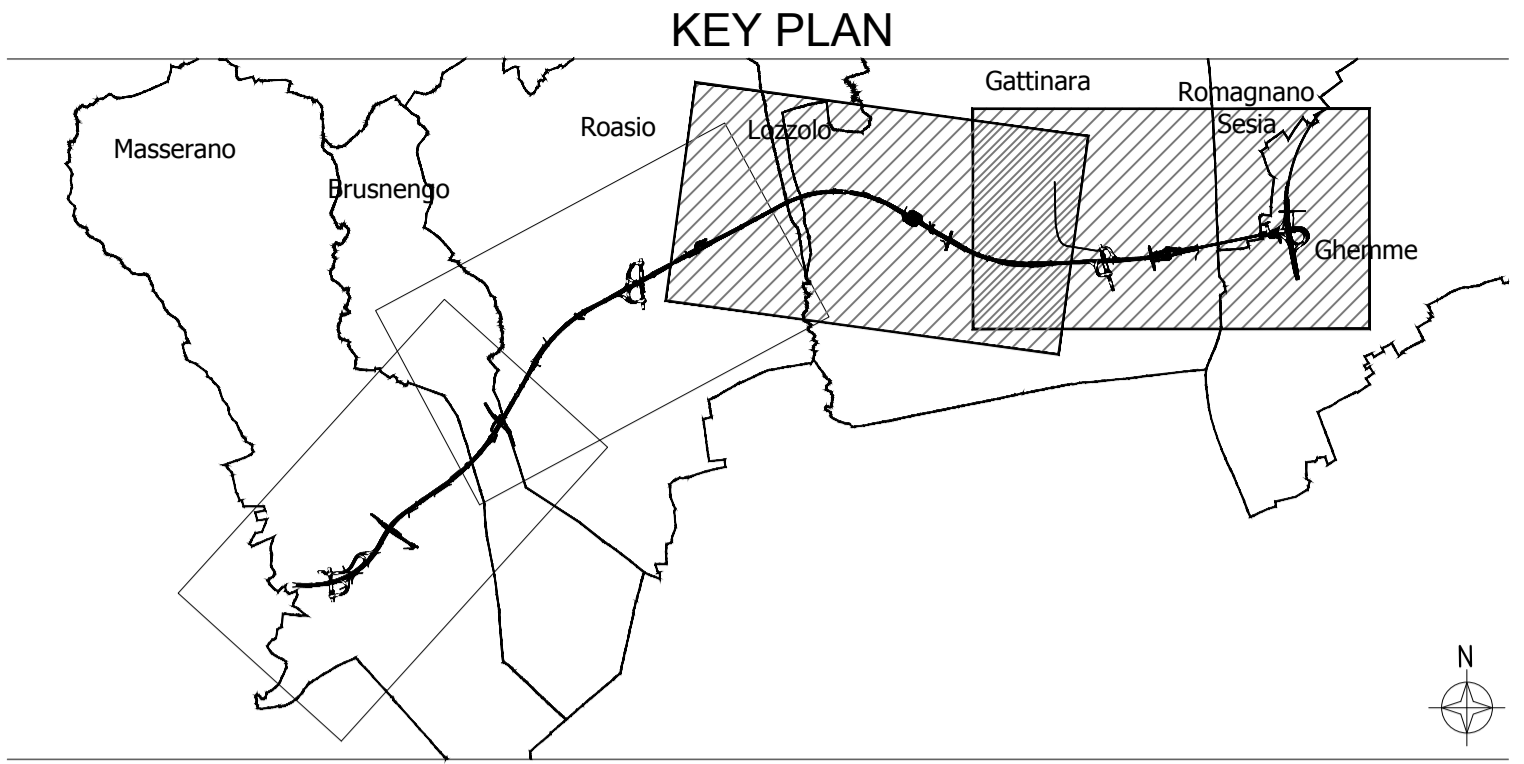 KEY PLAN
Gattinara
Romagnano
Sesia
Roasio
Lozzolo
Masserano
Brusnengo
Ghemme
N